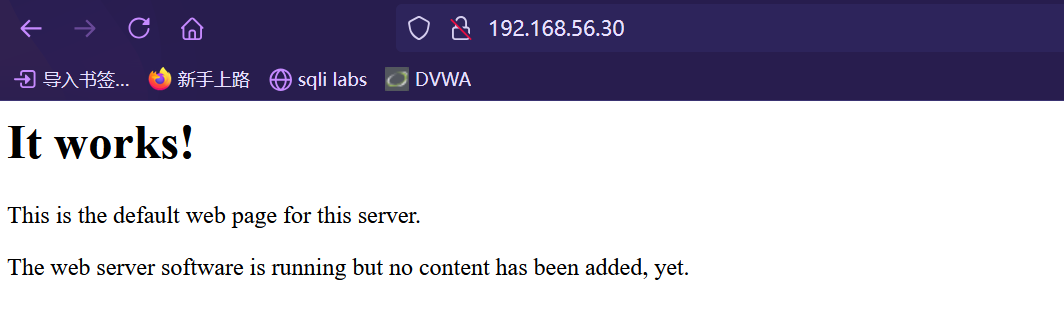 192.168.56.30
导入书签... 新手上路 sqli labs DVWA
It works!
This is the default web page for this server.
The web server software is running but no content has been added, yet.